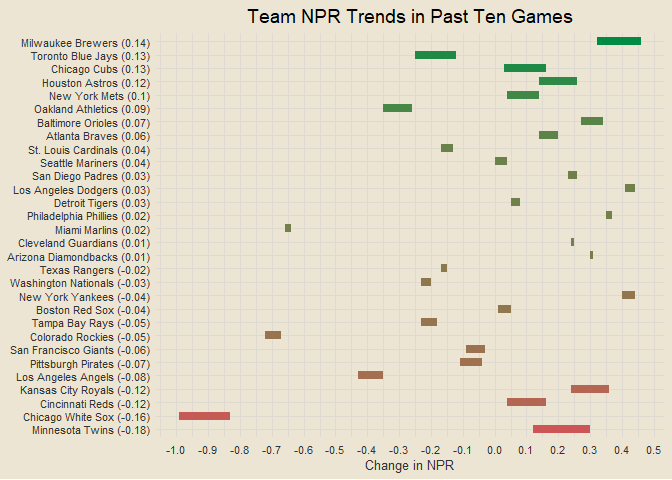 Team NPR Trends in Past Ten Games
Milwaukee Brewers (0.14)
Toronto Blue Jays (0.13)
Chicago Cubs (0.13)
Houston Astros (0.12)
New York Mets (0.1)
Oakland Athletics (0.09)
Baltimore Orioles (0.07)
Atlanta Braves (0.06)
St. Louis Cardinals (0.04)
Seattle Mariners (0.04)
San Diego Padres (0.03)
Los Angeles Dodgers (0.03)
Detroit Tigers (0.03)
Philadelphia Phillies (0.02)
Miami Marlins (0.02)
Cleveland Guardians (0.01)
Arizona Diamondbacks (0.01)
Texas Rangers (-0.02)
Washington Nationals (-0.03)
New York Yankees (-0.04)
Boston Red Sox (-0.04)
Tampa Bay Rays (-0.05)
Colorado Rockies (-0.05)
San Francisco Giants (-0.06)
Pittsburgh Pirates (-0.07)
Los Angeles Angels (-0.08)
Kansas City Royals (-0.12)
Cincinnati Reds (-0.12)
Chicago White Sox (-0.16)
Minnesota Twins (-0.18)
-1.0 -0.9 -0.8 -0.7 -0.6 -0.5 -0.4 -0.3 -0.2 -0.1 0.0 0.1 0.2 0.3 0.4 0.5
Change in NPR